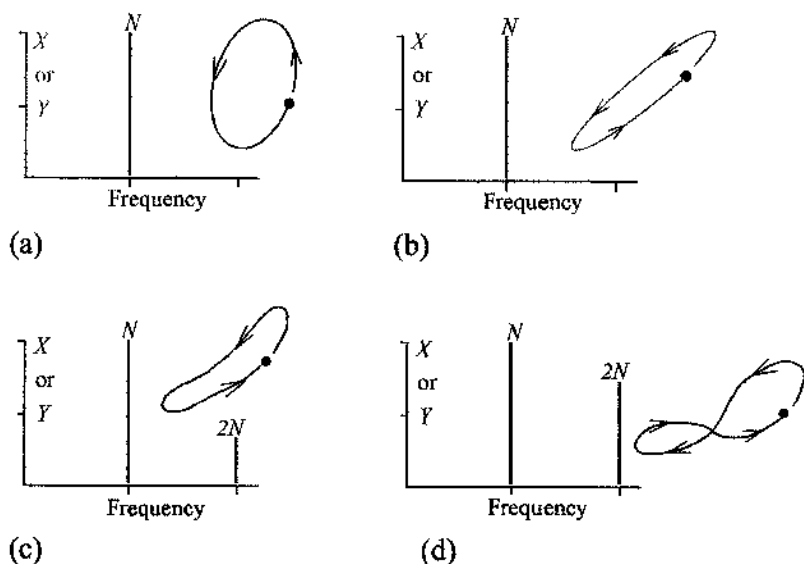 N
X
or
Y
Frequency
(a)
N
X
or
Y
Frequency
(b)
N
X
or
Y
2N
Frequency
(c)
N
X
2N
or
Y
Frequency
(d)